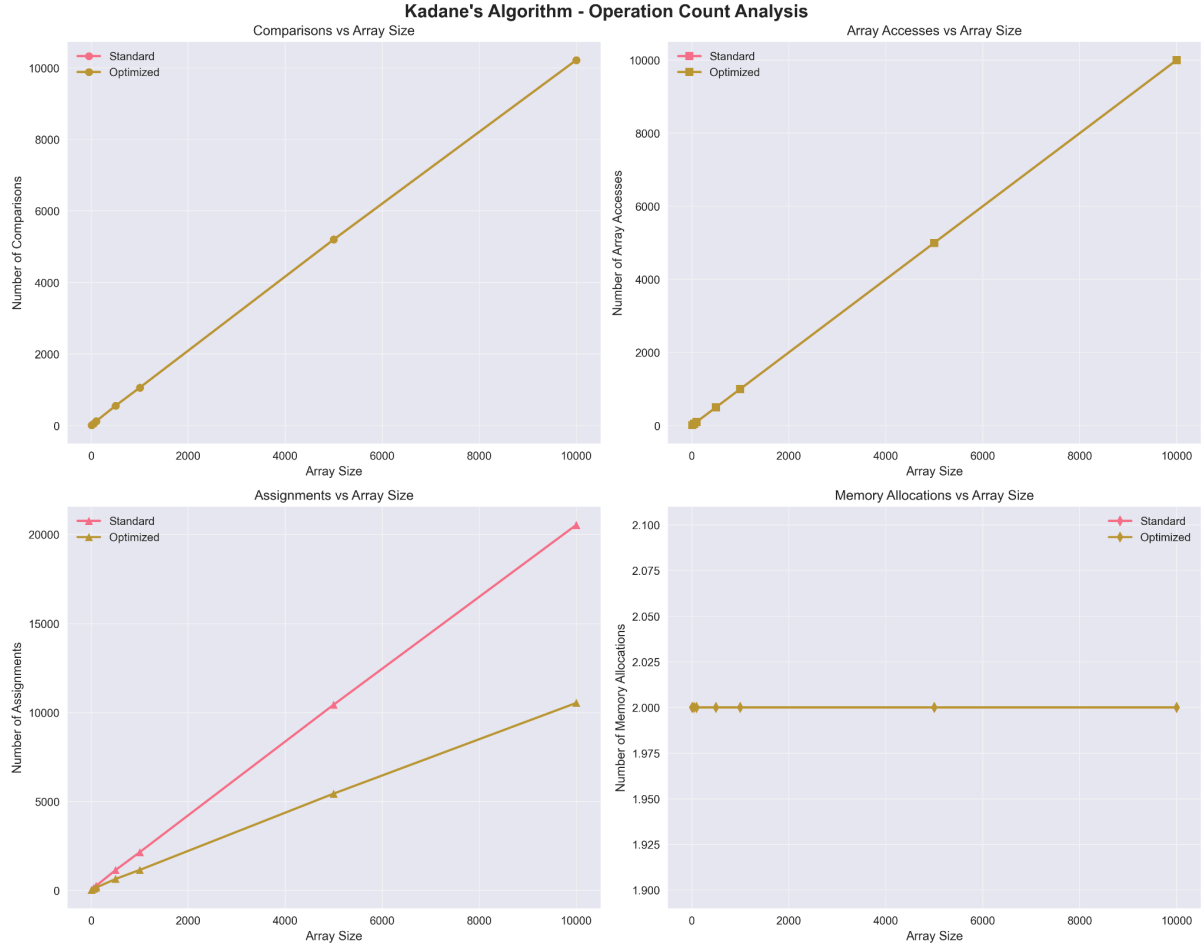 Kadane's Algorithm - Operation Count Analysis
Comparisons vs Array Size
Standard
Optimized
10000
8000
6000
4000
2000
0
Number of Comparisons
0 2000 4000 6000 8000 10000
Array Size
Array Accesses vs Array Size
Standard
Optimized
10000
8000
6000
4000
2000
0
Number of Array Accesses
0 2000 4000 6000 8000 10000
Array Size
Assignments vs Array Size
Standard
Optimized
20000
15000
10000
5000
0
Number of Assignments
0 2000 4000 6000 8000 10000
Array Size
Memory Allocations vs Array Size
Standard
Optimized
2.100
2.075
2.050
2.025
2.000
1.975
1.950
1.925
1.900
Number of Memory Allocations
0 2000 4000 6000 8000 10000
Array Size